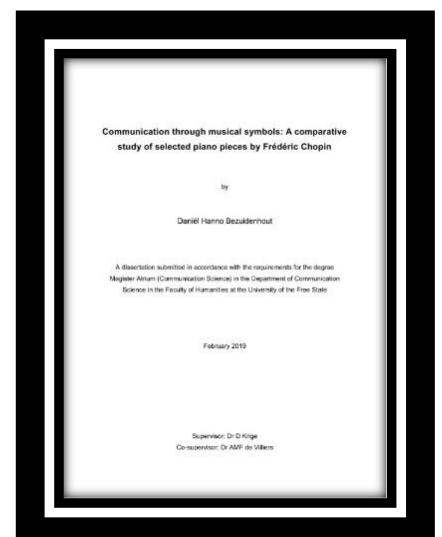 Communication through musical symbols: A comparative
study of selected piano pieces by Frédéric Chopin
by
Daniël Hanno Bezuidenhout
A dissertation submitted in accordance with the requirements for the degree
Magister Atrium (Communication Science) in the Department of Communication
Science in the Faculty of Humanities at the University of the Free State
February 2019
Supervisor: Dr D Krige
Co-supervisor: Dr AMF de Villiers